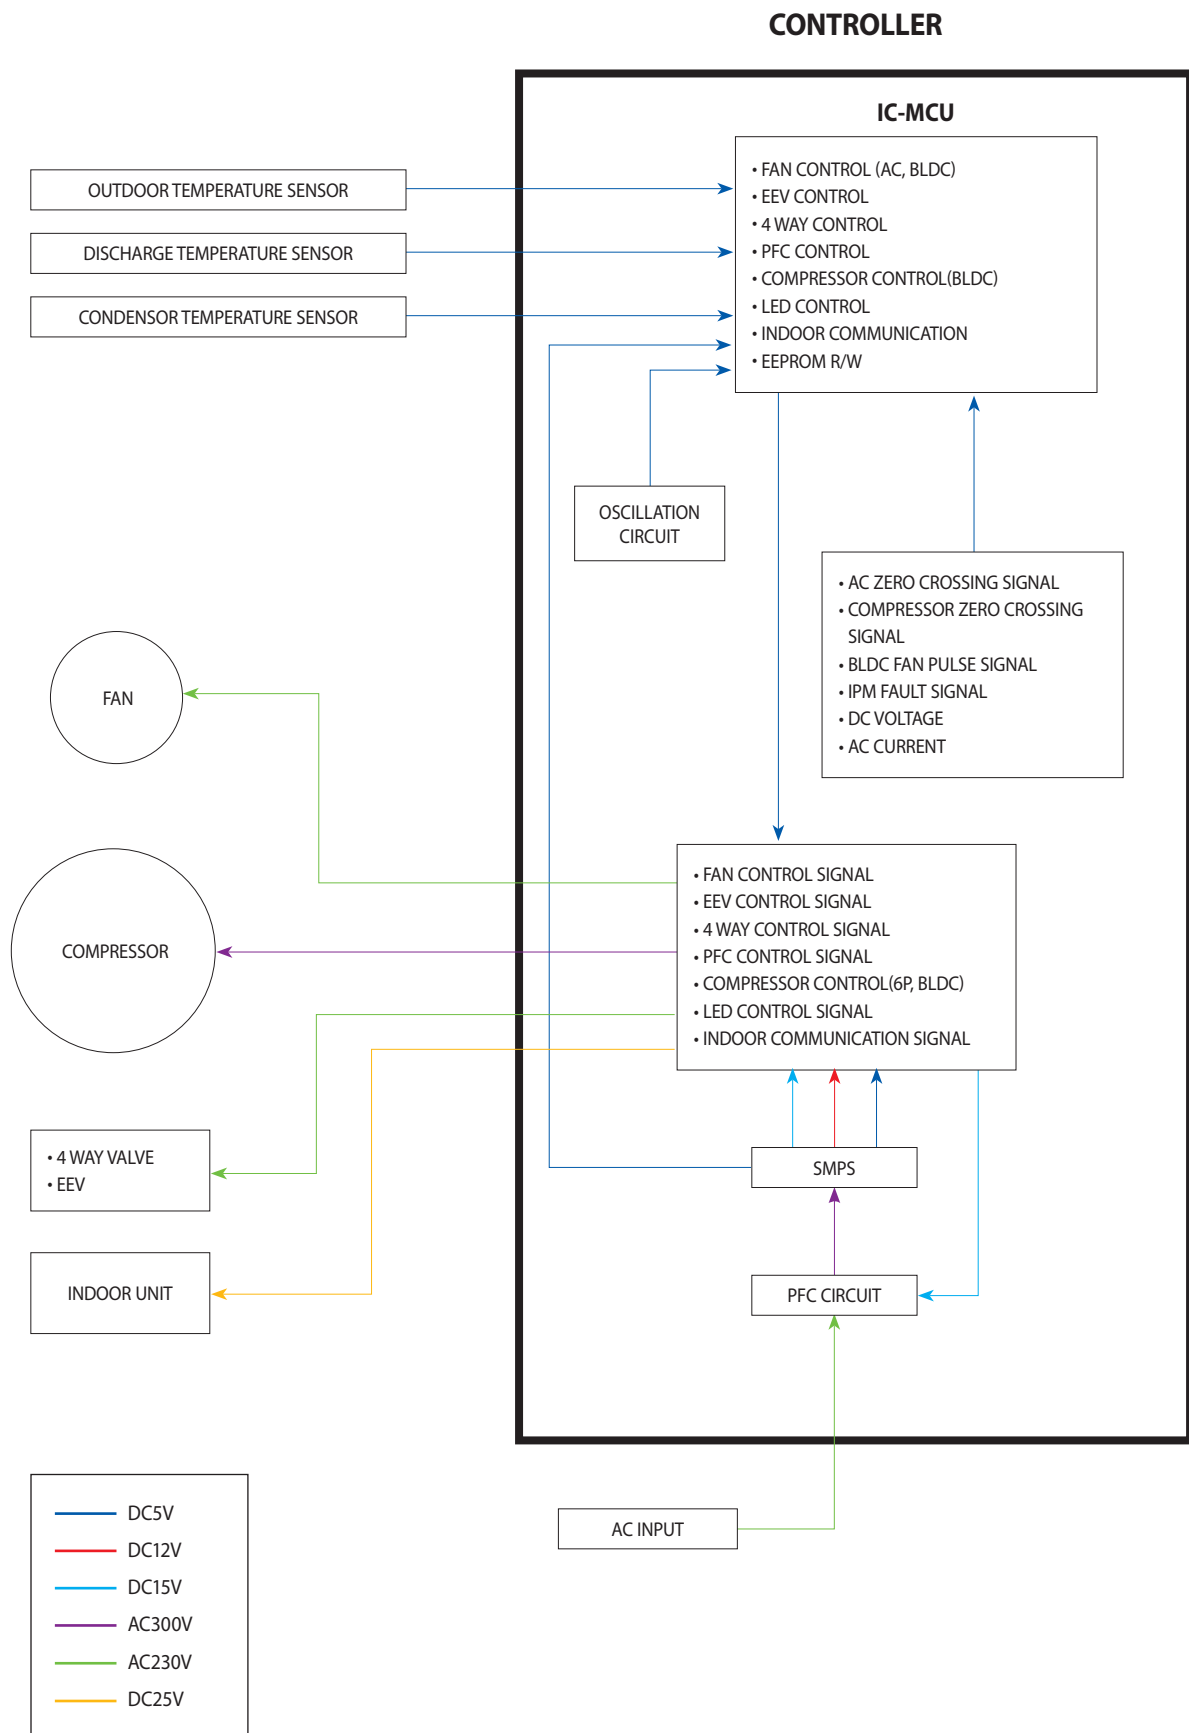 CONTROLLER
IC-MCU
• FAN CONTROL (AC, BLDC)
• EEV CONTROL
• 4 WAY CONTROL
• PFC CONTROL
• COMPRESSOR CONTROL(BLDC)
• LED CONTROL
• INDOOR COMMUNICATION
• EEPROM R/W
OUTDOOR TEMPERATURE SENSOR
DISCHARGE TEMPERATURE SENSOR
CONDENSOR TEMPERATURE SENSOR
OSCILLATION
CIRCUIT
• AC ZERO CROSSING SIGNAL
• COMPRESSOR ZERO CROSSING
SIGNAL
• BLDC FAN PULSE SIGNAL
• IPM FAULT SIGNAL
• DC VOLTAGE
• AC CURRENT
FAN
COMPRESSOR
• FAN CONTROL SIGNAL
• EEV CONTROL SIGNAL
• 4 WAY CONTROL SIGNAL
• PFC CONTROL SIGNAL
• COMPRESSOR CONTROL(6P, BLDC)
• LED CONTROL SIGNAL
• INDOOR COMMUNICATION SIGNAL
• 4 WAY VALVE
• EEV
SMPS
INDOOR UNIT
PFC CIRCUIT
AC INPUT
DC5V
DC12V
DC15V
AC300V
AC230V
DC25V